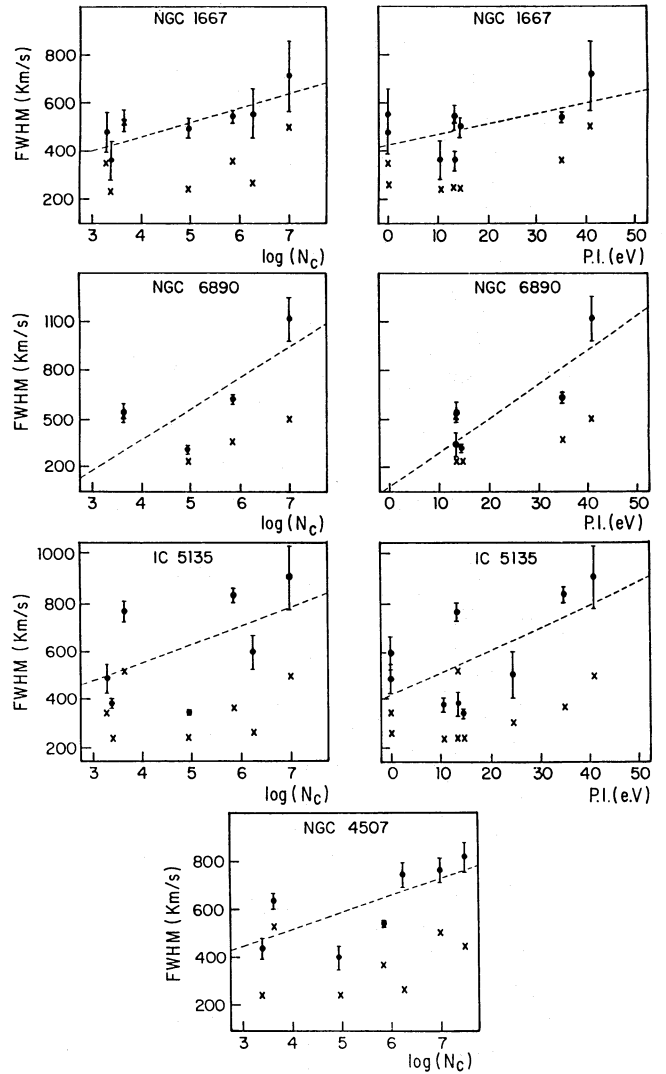 NGC 1667
FWHM (Km/s)
800
600
400
200
3 4 5 6 7
log (Nc)
NGC 1667
0 10 20 30 40 50
P.I. (eV)
NGC 6890
FWHM (Km/s)
1100
800
500
200
3 4 5 6 7
log (Nc)
NGC 6890
0 10 20 30 40 50
P.I. (eV)
IC 5135
FWHM (Km/s)
1000
800
600
400
200
3 4 5 6 7
log (Nc)
IC 5135
0 10 20 30 40 50
P.I. (e.V)
NGC 4507
FWHM (Km/s)
800
600
400
200
3 4 5 6 7
log (Nc)